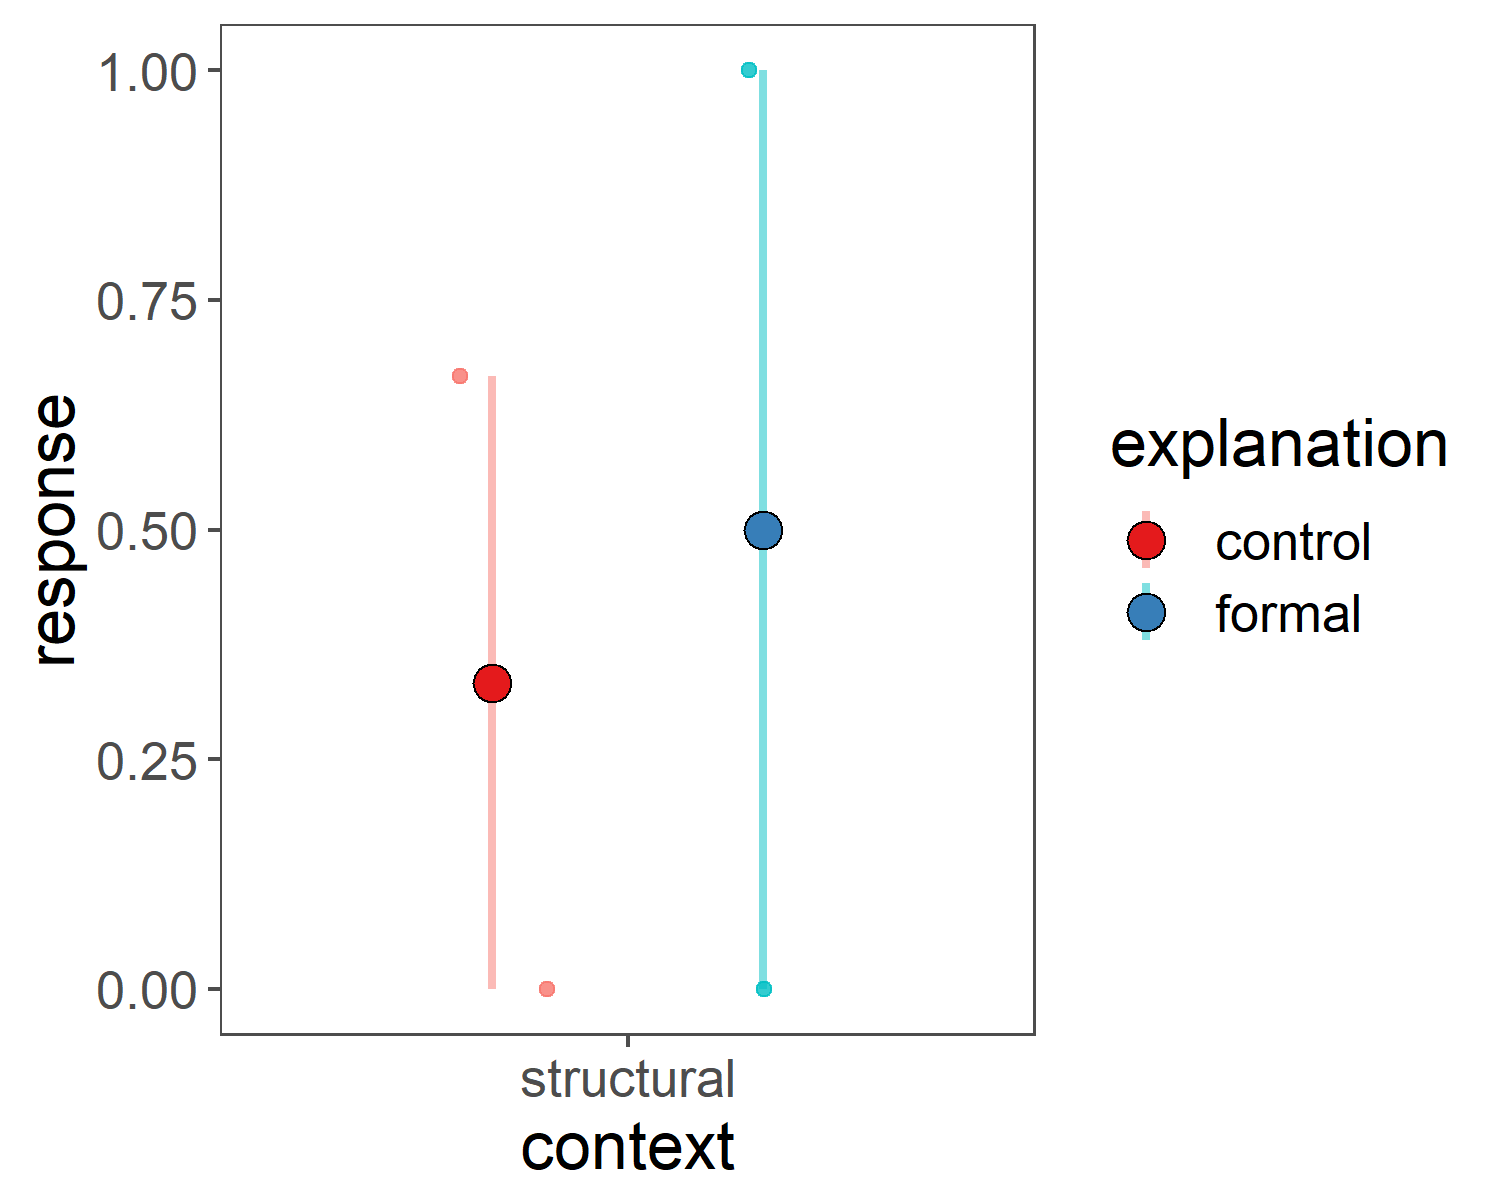 1.00
0.75
0.50
0.25
0.00
response
structural
context
explanation
control
formal